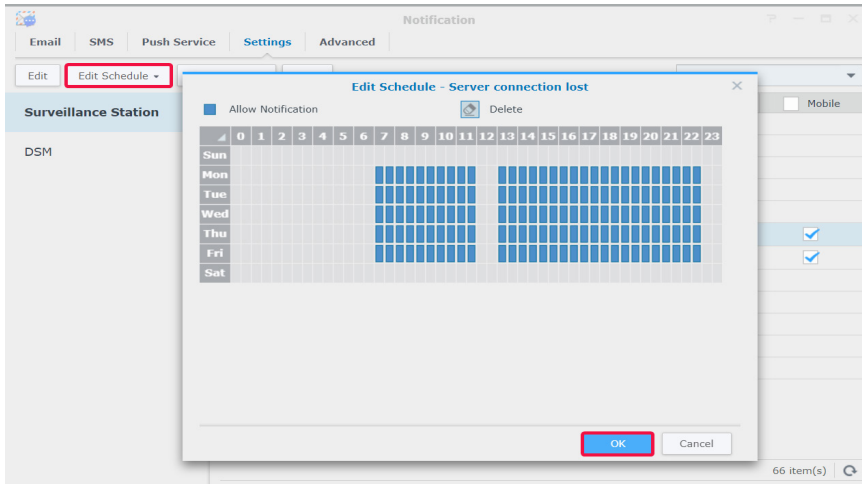 Notification
Email SMS Push Service Settings Advanced
Edit Edit Schedule
Edit Schedule - Server connection lost
Surveillance Station
DSM
Allow Notification Delete
Mobile
0 1 2 3 4 5 6 7 8 9 10 11 12 13 14 15 16 17 18 19 20 21 22 23
Sun
Mon
Tue
Wed
Thu
Fri
Sat
OK Cancel
66 item(s)